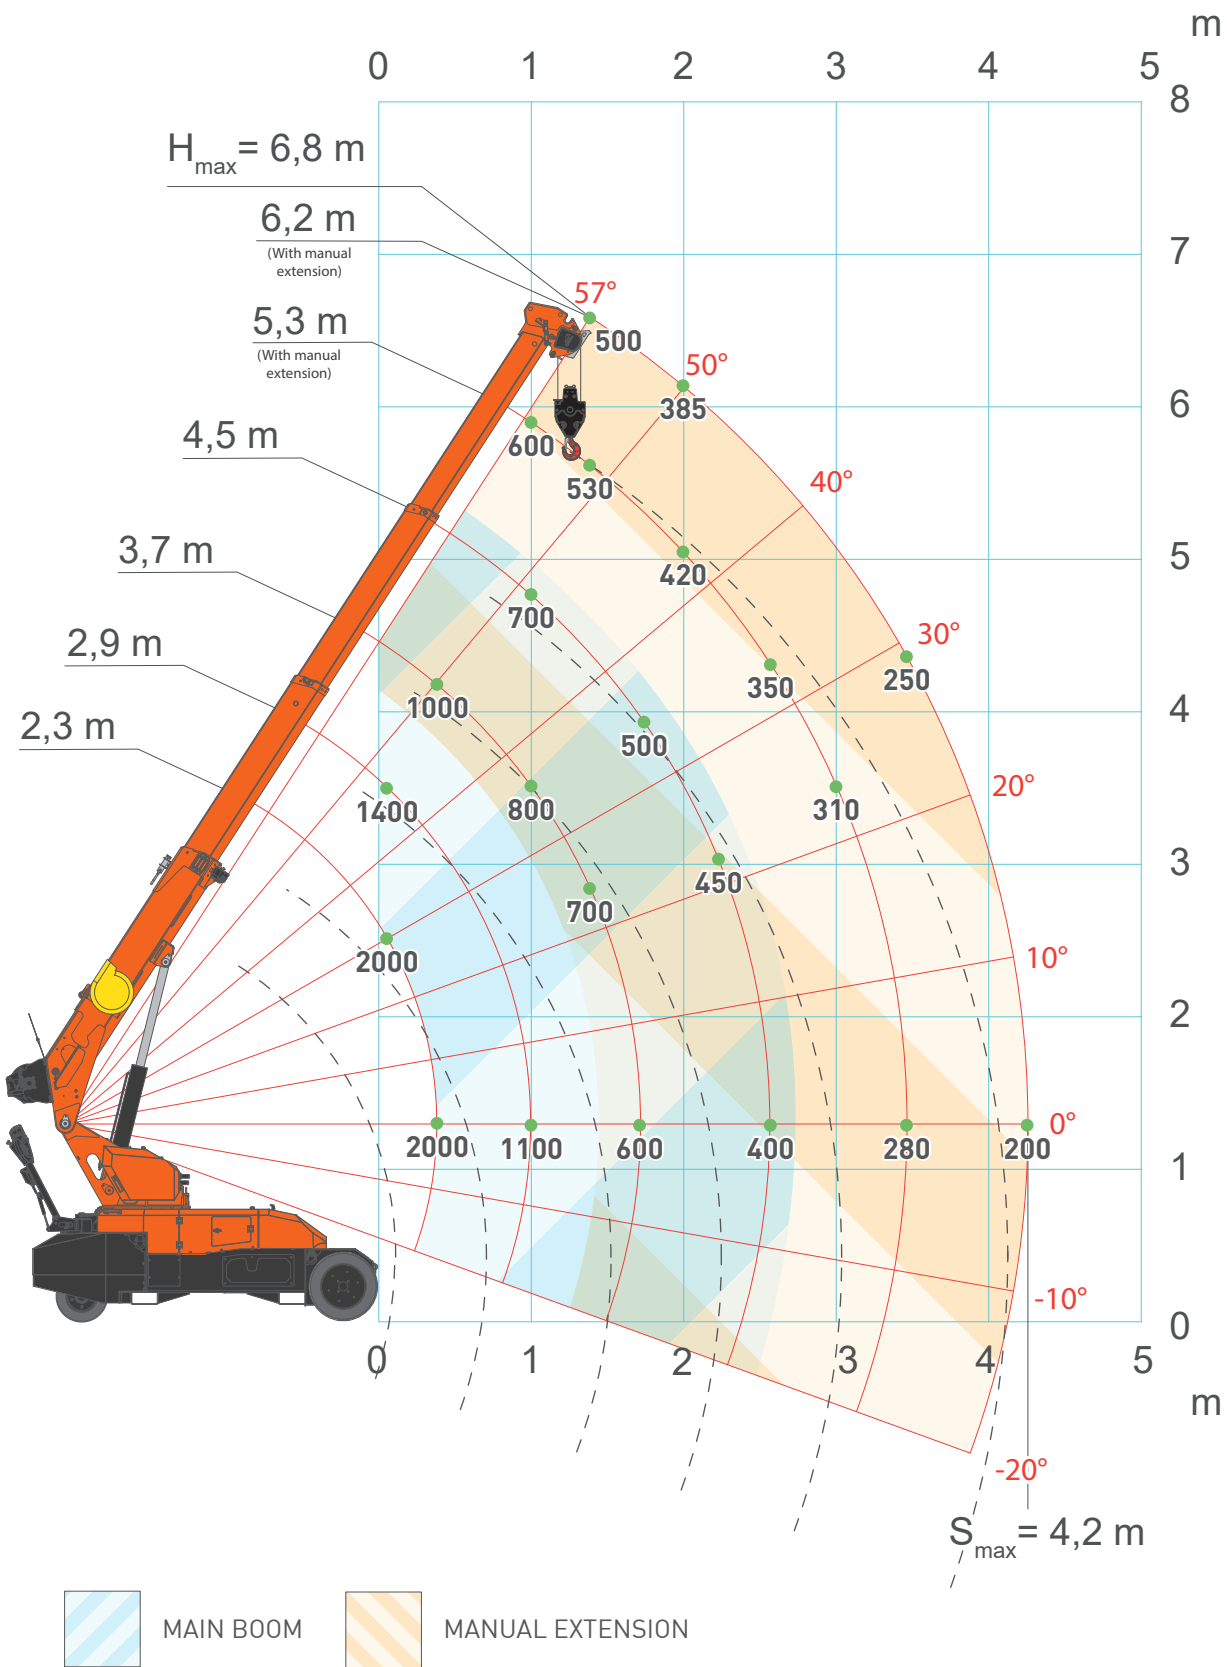 m
0 1 2 3 4 5
8
Hmax= 6,8 m
6,2 m
(With manual
extension)
7
57°
5,3 m
(With manual
extension)
500
50°
385
6
600
4,5 m
530
40°
5
3,7 m
420
700
30°
2,9 m
350
250
4
1000
2,3 m
500
20°
1400
800
310
3
450
700
10°
2000
2
0°
2000 1100 600 400 280 200
1
-10°
0
0 1 2 3 4 5
m
-20°
Smax= 4,2 m
MAIN BOOM
MANUAL EXTENSION